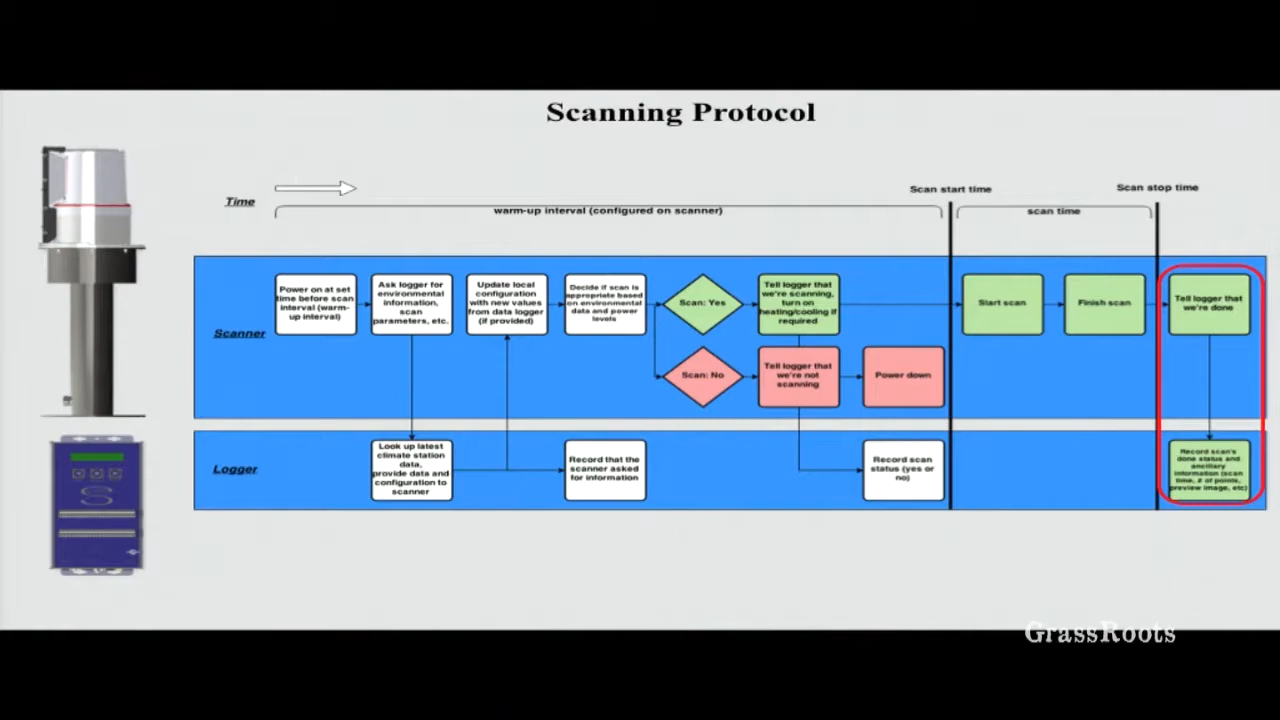 Scanning Protocol
Time
Scan start time
Scan stop time
warm-up interval (configured on scanner)
scan time
Scanner
Power on at set
time before scan
interval (warm-
up interval)
Ask logger for
environmental
information,
scan
parameters, etc.
Update local
configuration
with new values
from data logger
(if provided)
Decide if scan is
appropriate based
on environmental
data and power
levels
Scan: Yes
Tell logger that
we're scanning,
turn on
heating/cooling if
required
Start scan
Finish scan
Tell logger that
we're done
Scan: No
Tell logger that
we're not
scanning
Power down
Logger
Look up latest
climate station
data,
provide data and
configuration to
scanner
Record that the
scanner asked
for information
Record scan
status (yes or
no)
Record scan's
done status and
ancillary
information (scan
time, # of points,
preview image, etc)
S
GrassRoots